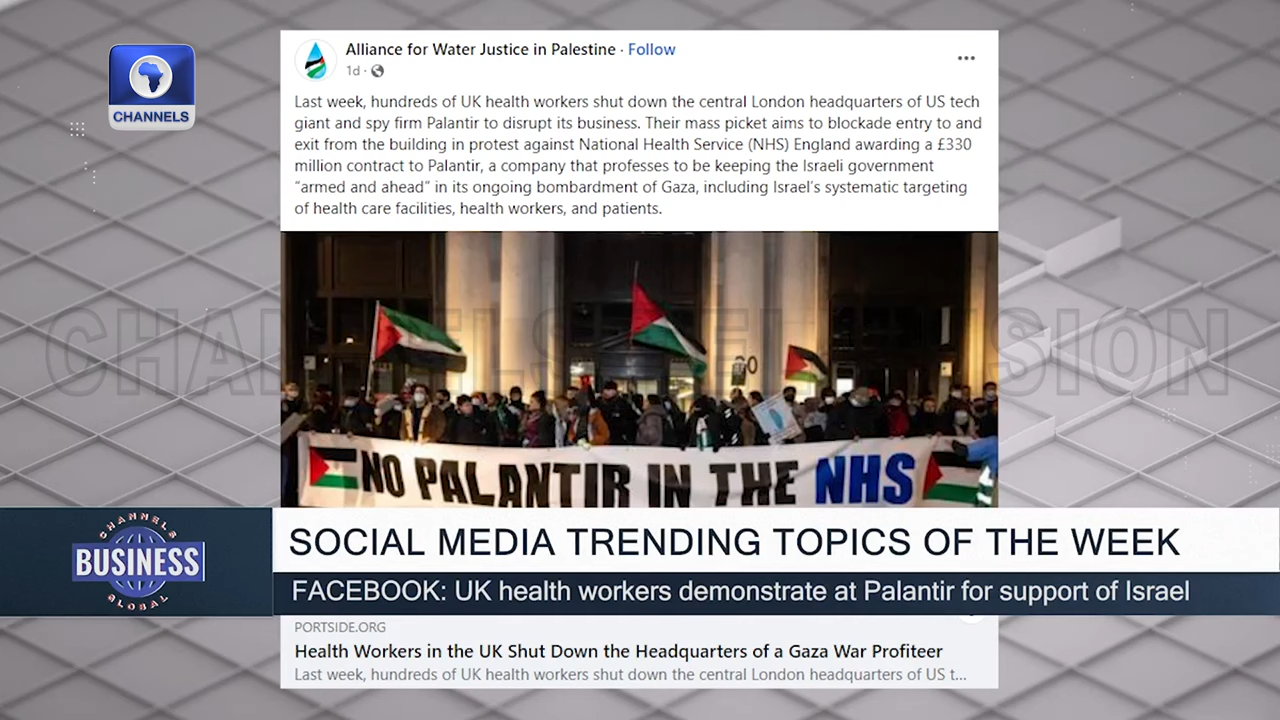 CHANNELS
Alliance for Water Justice in Palestine · Follow
1d ·
Last week, hundreds of UK health workers shut down the central London headquarters of US tech
giant and spy firm Palantir to disrupt its business. Their mass picket aims to blockade entry to and
exit from the building in protest against National Health Service (NHS) England awarding a £330
million contract to Palantir, a company that professes to be keeping the Israeli government
“armed and ahead” in its ongoing bombardment of Gaza, including Israel’s systematic targeting
of health care facilities, health workers, and patients.
CHANNELS TELEVISION
NO PALANTIR IN THE NHS
CHANNELS
BUSINESS
GLOBAL
SOCIAL MEDIA TRENDING TOPICS OF THE WEEK
FACEBOOK: UK health workers demonstrate at Palantir for support of Israel
PORTSIDE.ORG
Health Workers in the UK Shut Down the Headquarters of a Gaza War Profiteer
Last week, hundreds of UK health workers shut down the central London headquarters of US t...